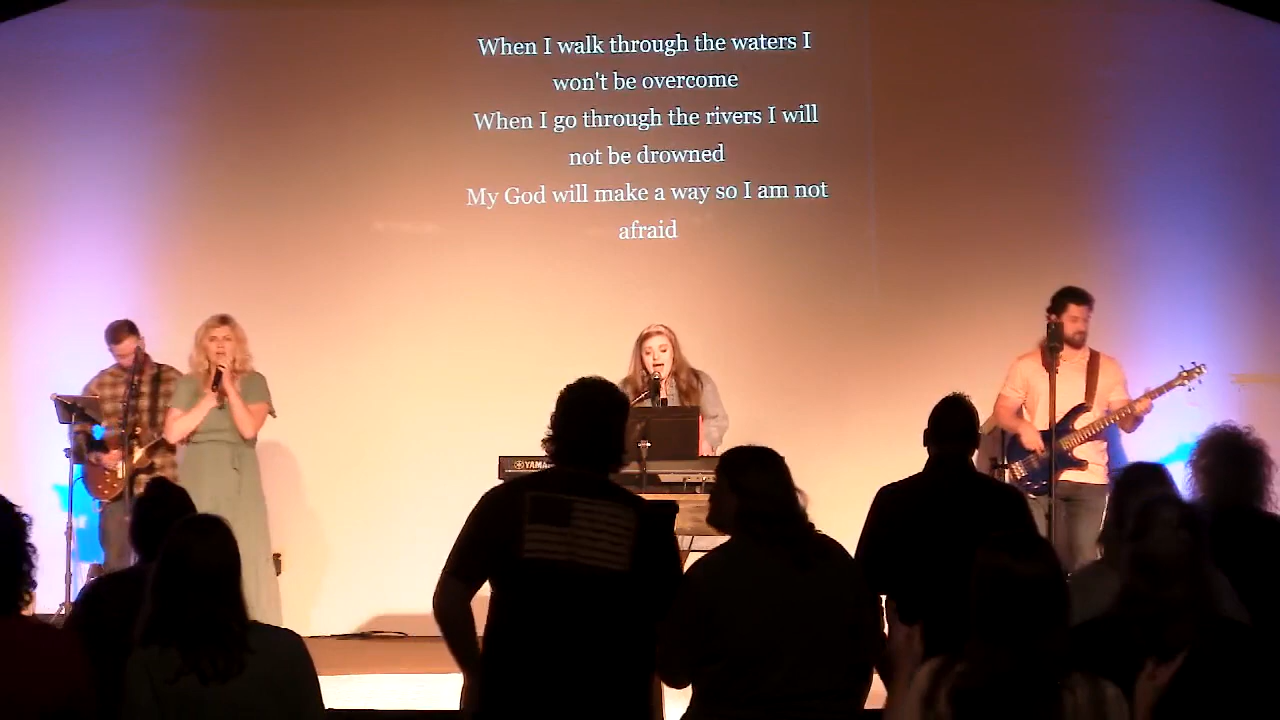 When I walk through the waters I
won't be overcome
When I go through the rivers I will
not be drowned
My God will make a way so I am not
afraid
YAMA